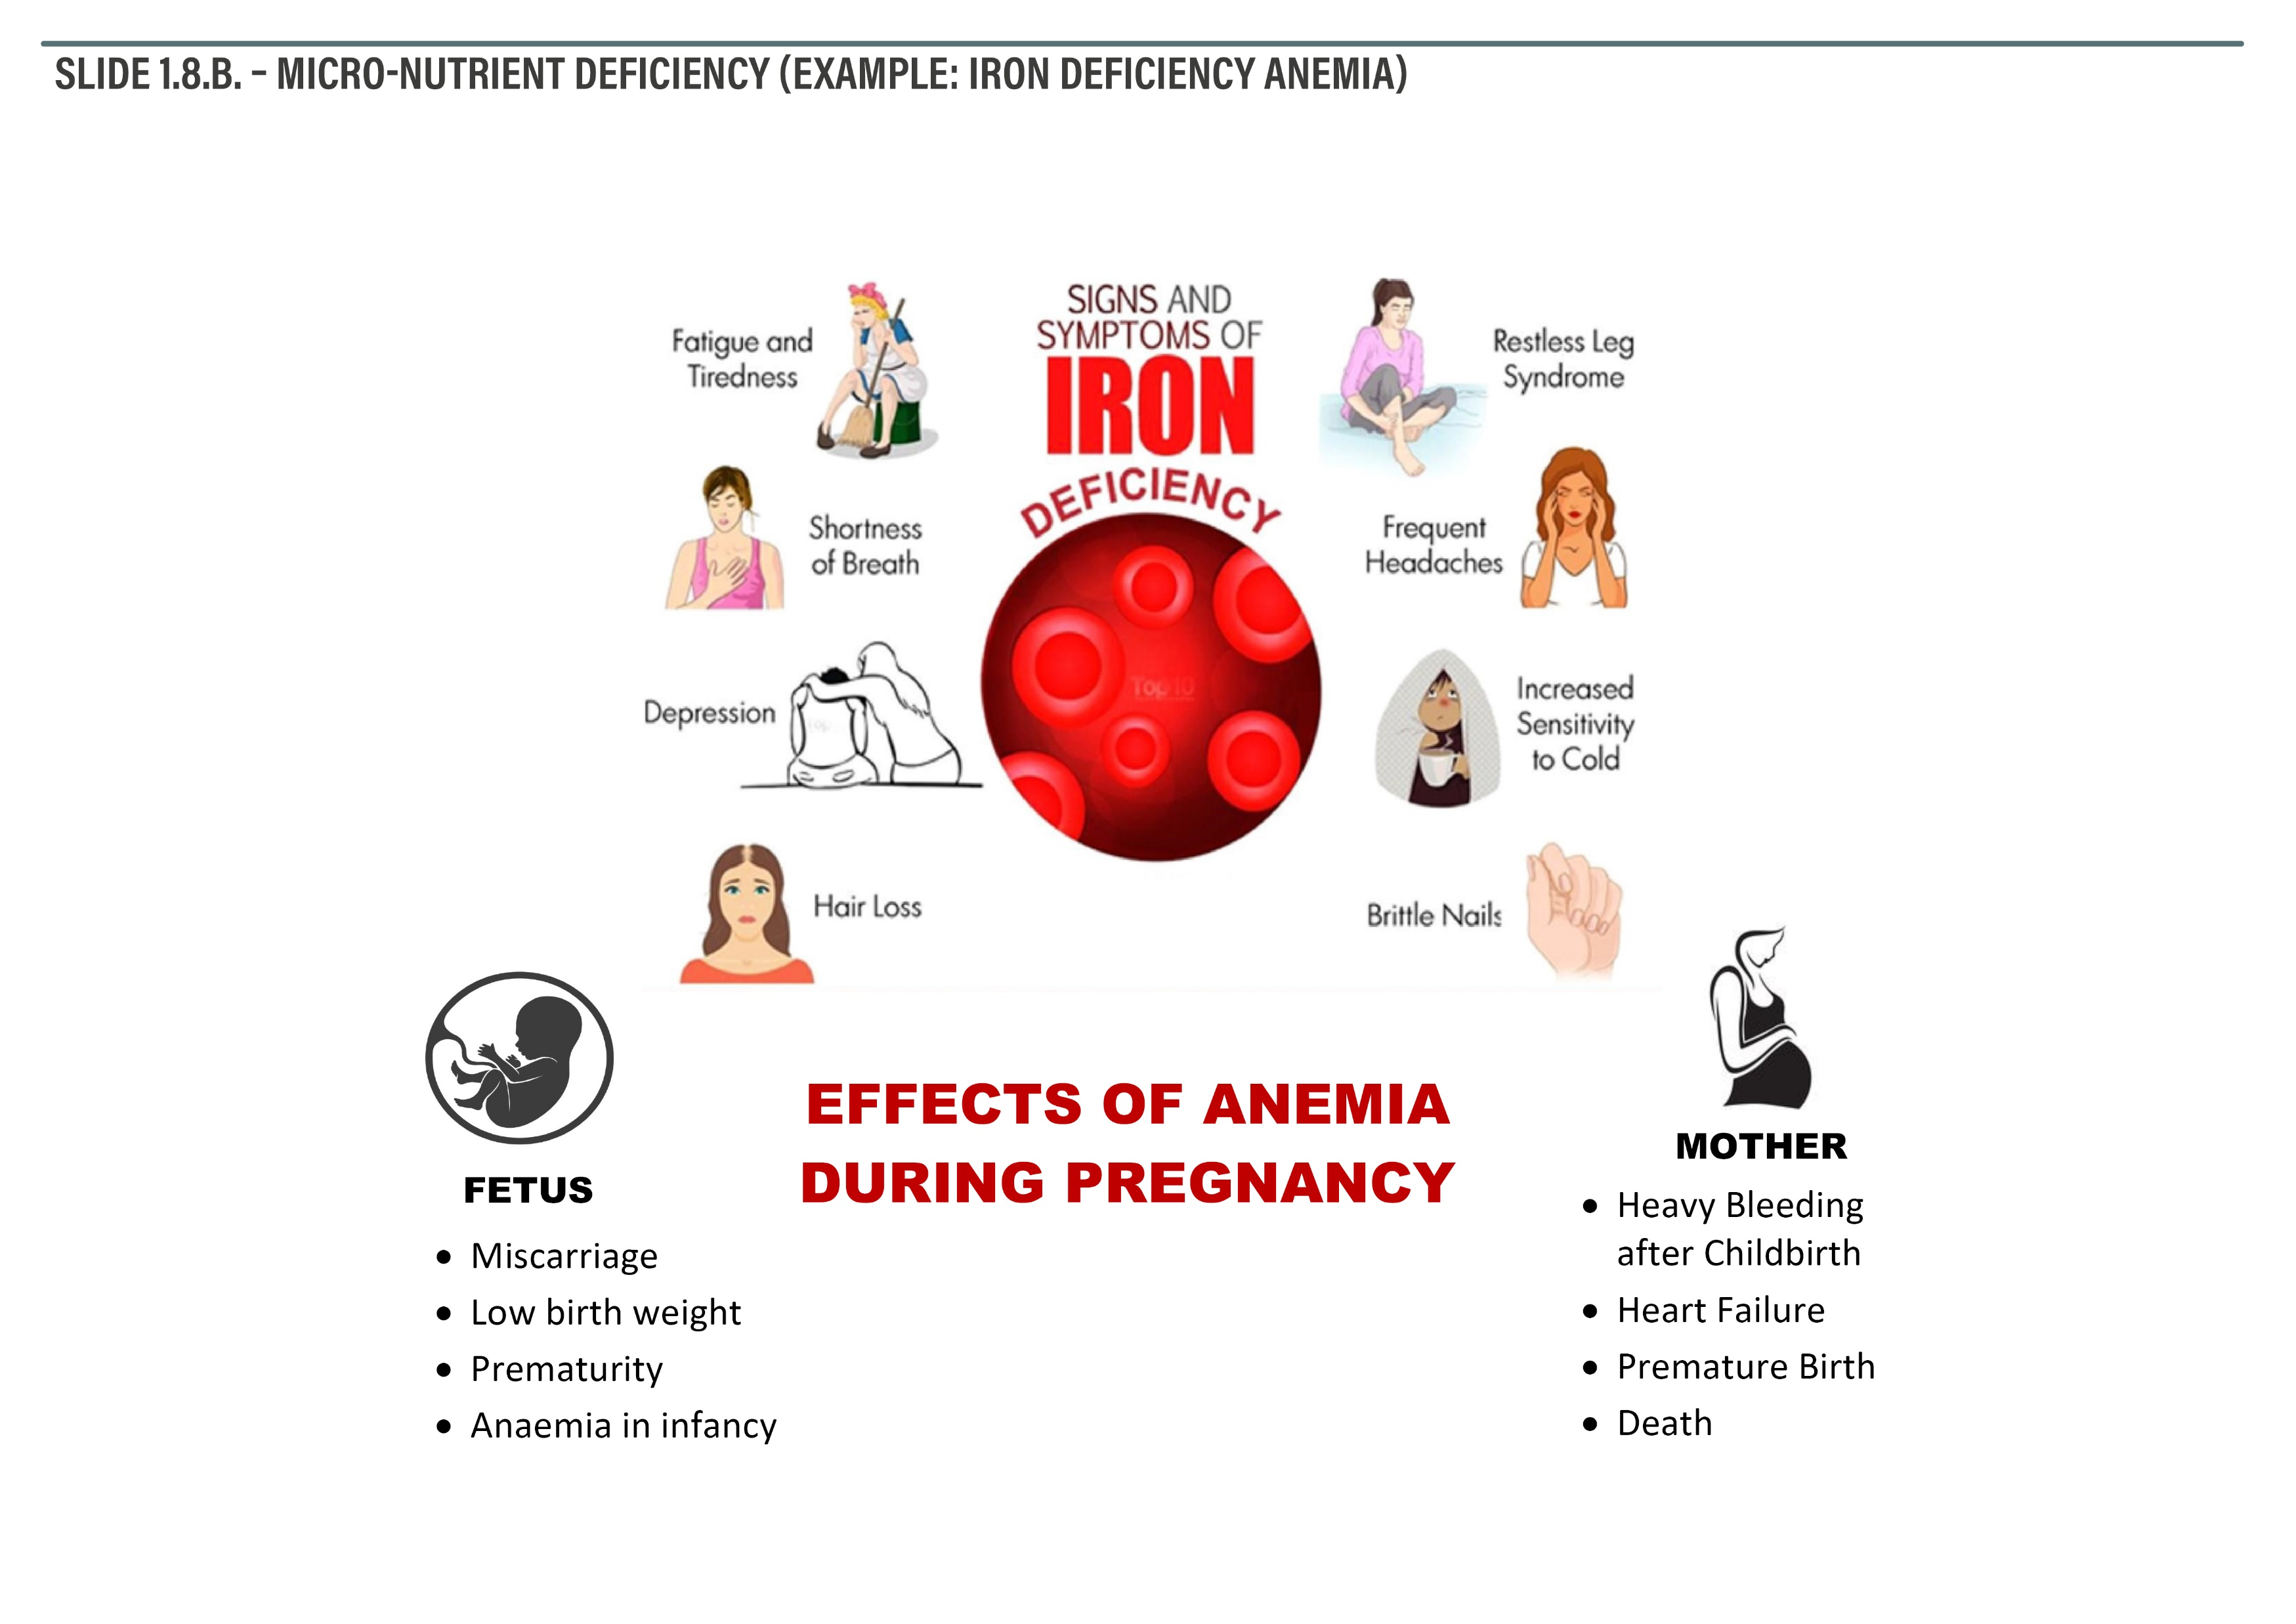 SLIDE 1.8.B. – MICRO-NUTRIENT DEFICIENCY (EXAMPLE: IRON DEFICIENCY ANEMIA)
SIGNS AND
SYMPTOMS OF
IRON
DEFICIENCY
Fatigue and
Tiredness
Shortness
of Breath
Depression
Hair Loss
Restless Leg
Syndrome
Frequent
Headaches
Increased
Sensitivity
to Cold
Brittle Nails
Top 10
EFFECTS OF ANEMIA
DURING PREGNANCY
FETUS
• Miscarriage
• Low birth weight
• Prematurity
• Anaemia in infancy
MOTHER
• Heavy Bleeding
after Childbirth
• Heart Failure
• Premature Birth
• Death